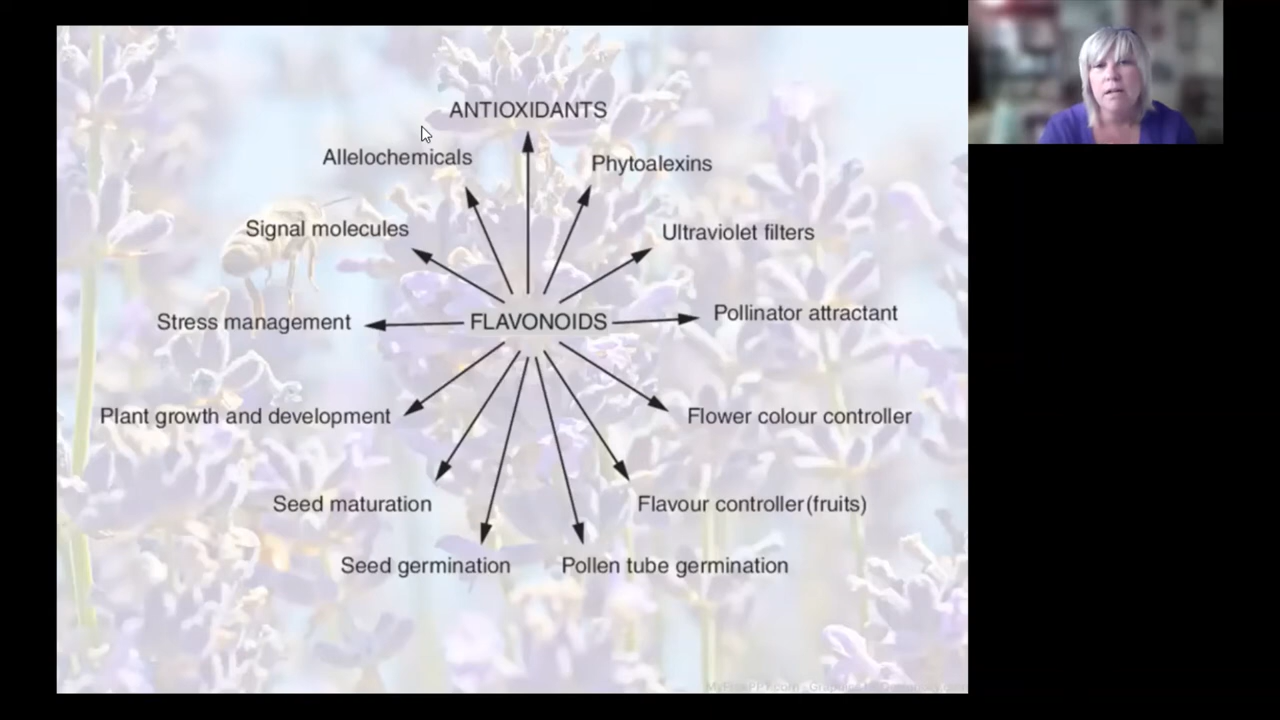 ANTIOXIDANTS
Allelochemicals
Phytoalexins
Signal molecules
Ultraviolet filters
Stress management
FLAVONOIDS
Pollinator attractant
Plant growth and development
Flower colour controller
Seed maturation
Flavour controller (fruits)
Seed germination
Pollen tube germination